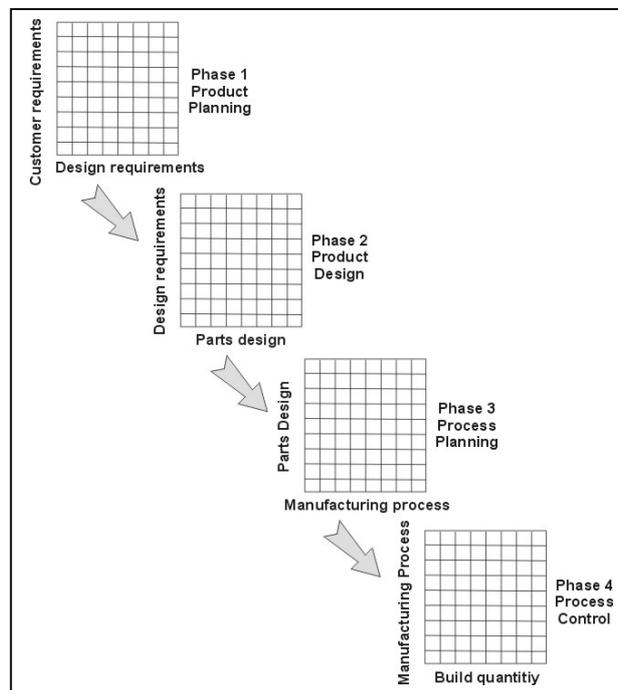 Customer requirements
Phase 1
Product
Planning
Design requirements
Design requirements
Phase 2
Product
Design
Parts design
Parts Design
Phase 3
Process
Planning
Manufacturing process
Manufacturing Process
Phase 4
Process
Control
Build quantitiy